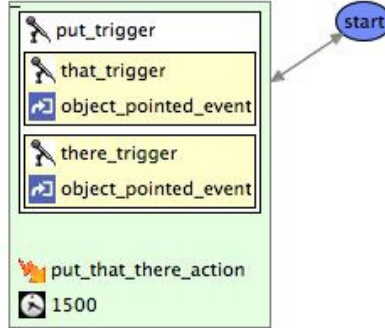 put_trigger
that_trigger
object_pointed_event
there_trigger
object_pointed_event
put_that_there_action
1500
start